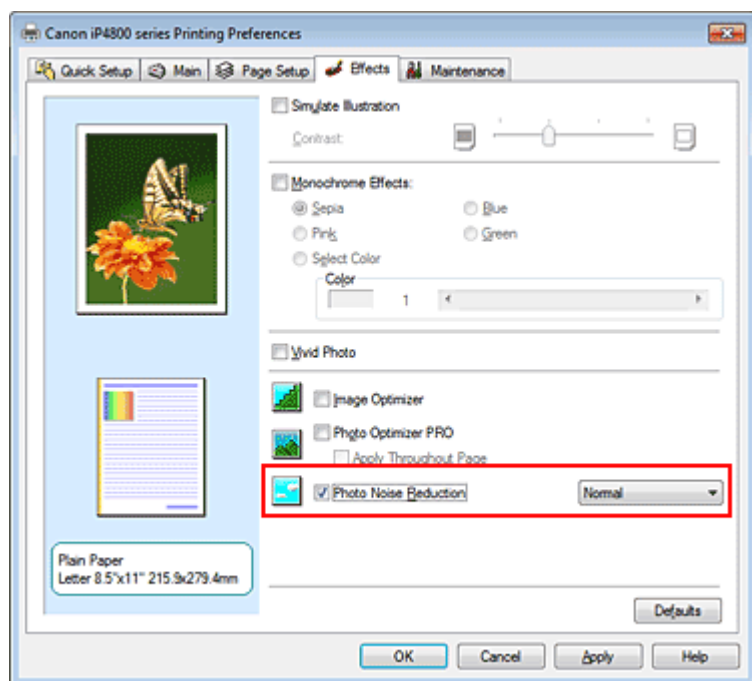 Canon iP4800 series Printing Preferences
Quick Setup Main Page Setup Effects Maintenance
Simulate Illustration
Contrast:
Monochrome Effects:
Sepia Blue
Pink Green
Select Color
Color
1
Vivid Photo
Image Optimizer
Photo Optimizer PRO
Apply Throughout Page
Photo Noise Reduction Normal
Plain Paper
Letter 8.5"x11" 215.9x279.4mm
Defaults
OK Cancel Apply Help